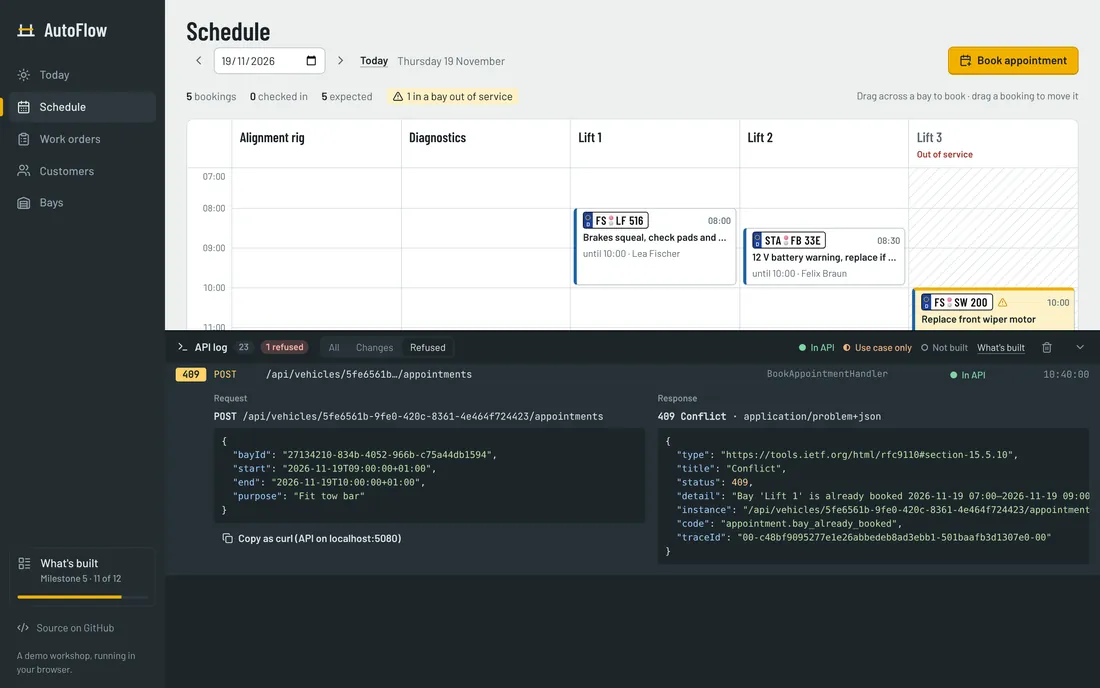 AutoFlow
Today
Schedule
Work orders
Customers
Bays
What's built
Milestone 5 · 11 of 12
Source on GitHub
A demo workshop, running in
your browser.
Schedule
19/11/2026
Today
Thursday 19 November
Book appointment
5 bookings
0 checked in
5 expected
1 in a bay out of service
Drag across a bay to book · drag a booking to move it
Alignment rig
Diagnostics
Lift 1
Lift 2
Lift 3
Out of service
07:00
08:00
09:00
10:00
11:00
D FS LF 516 08:00
Brakes squeal, check pads and ...
until 10:00 · Lea Fischer
D STA FB 33E 08:30
12 V battery warning, replace if ...
until 10:00 · Felix Braun
D FS SW 200 10:00
Replace front wiper motor
API log 23 1 refused All Changes Refused
In API Use case only Not built What's built
409 POST /api/vehicles/5fe6561b…/appointments BookAppointmentHandler In API 10:40:00
Request
POST /api/vehicles/5fe6561b-9fe0-420c-8361-4e464f724423/appointments
{
"bayId": "27134210-834b-4052-966b-c75a44db1594",
"start": "2026-11-19T09:00:00+01:00",
"end": "2026-11-19T10:00:00+01:00",
"purpose": "Fit tow bar"
}
Copy as curl (API on localhost:5080)
Response
409 Conflict · application/problem+json
{
"type": "https://tools.ietf.org/html/rfc9110#section-15.5.10",
"title": "Conflict",
"status": 409,
"detail": "Bay 'Lift 1' is already booked 2026-11-19 07:00–2026-11-19 09:00
"instance": "/api/vehicles/5fe6561b-9fe0-420c-8361-4e464f724423/appointment
"code": "appointment.bay_already_booked",
"traceId": "00-c48bf9095277e1e26abbedeb8ad3ebb1-501baafb3d1307e0-00"
}